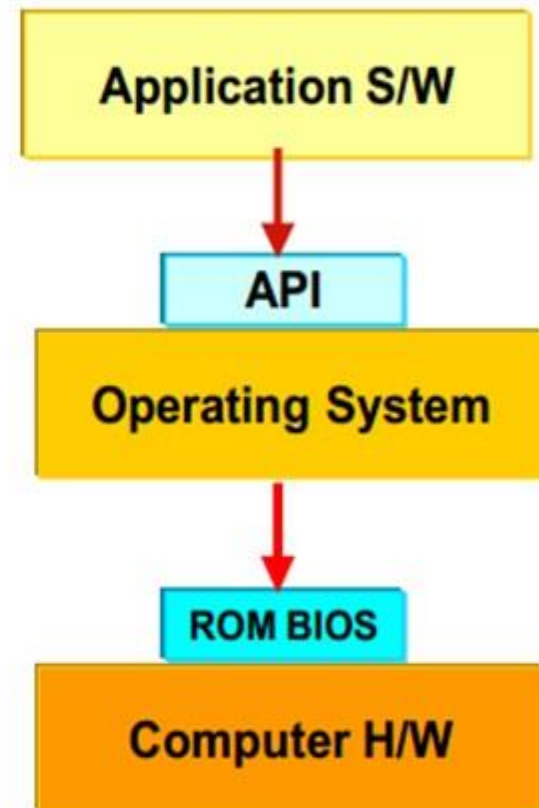 Application S/W
API
Operating System
ROM BIOS
Computer H/W